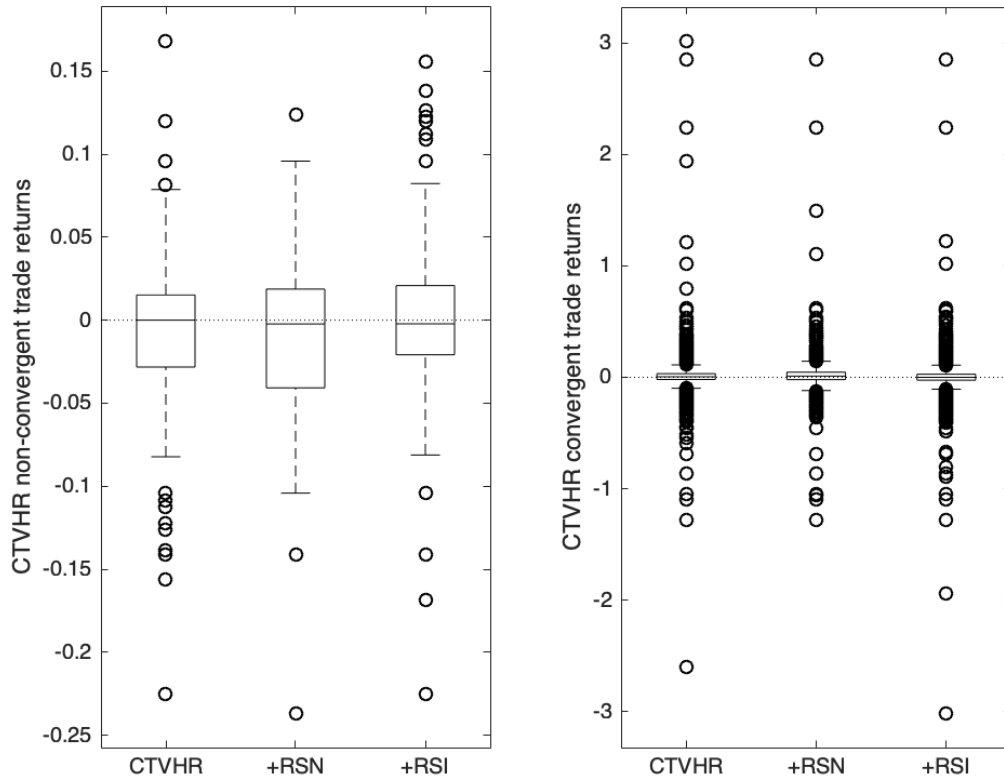 CTVHR non-convergent trade returns
0.15
0.1
0.05
0
-0.05
-0.1
-0.15
-0.2
-0.25
CTVHR
+RSN
+RSI
CTVHR convergent trade returns
3
2
1
0
-1
-2
-3
CTVHR
+RSN
+RSI